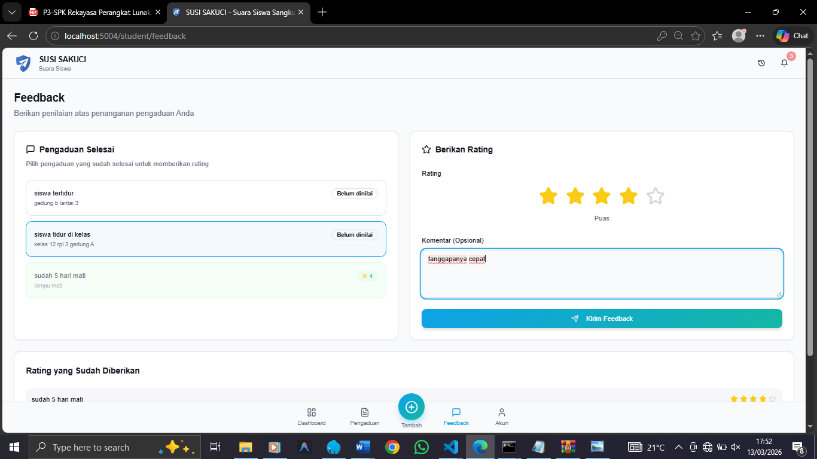 P3-SPK Rekayasa Perangkat Lunak
SUSI SAKUCI - Suara Siswa Sangku
localhost:5004/student/feedback
Chat
SUSI SAKUCI
Suara Siswa
3
Feedback
Berikan penilaian atas penanganan pengaduan Anda
Pengaduan Selesai
Pilih pengaduan yang sudah selesai untuk memberikan rating
siswa tertidur
Belum dinilai
gedung b lantai 3
siswa tidur di kelas
Belum dinilai
kelas 12 rpl 3 gedung A
sudah 5 hari mati
4
lampu mati
Berikan Rating
Rating
Puas
Komentar (Opsional)
tanggapanya cepat
Kirim Feedback
Rating yang Sudah Diberikan
sudah 5 hari mati
Dashboard
Pengaduan
Tambah
Feedback
Akun
Type here to search
21°C
17:52
13/03/2026
8